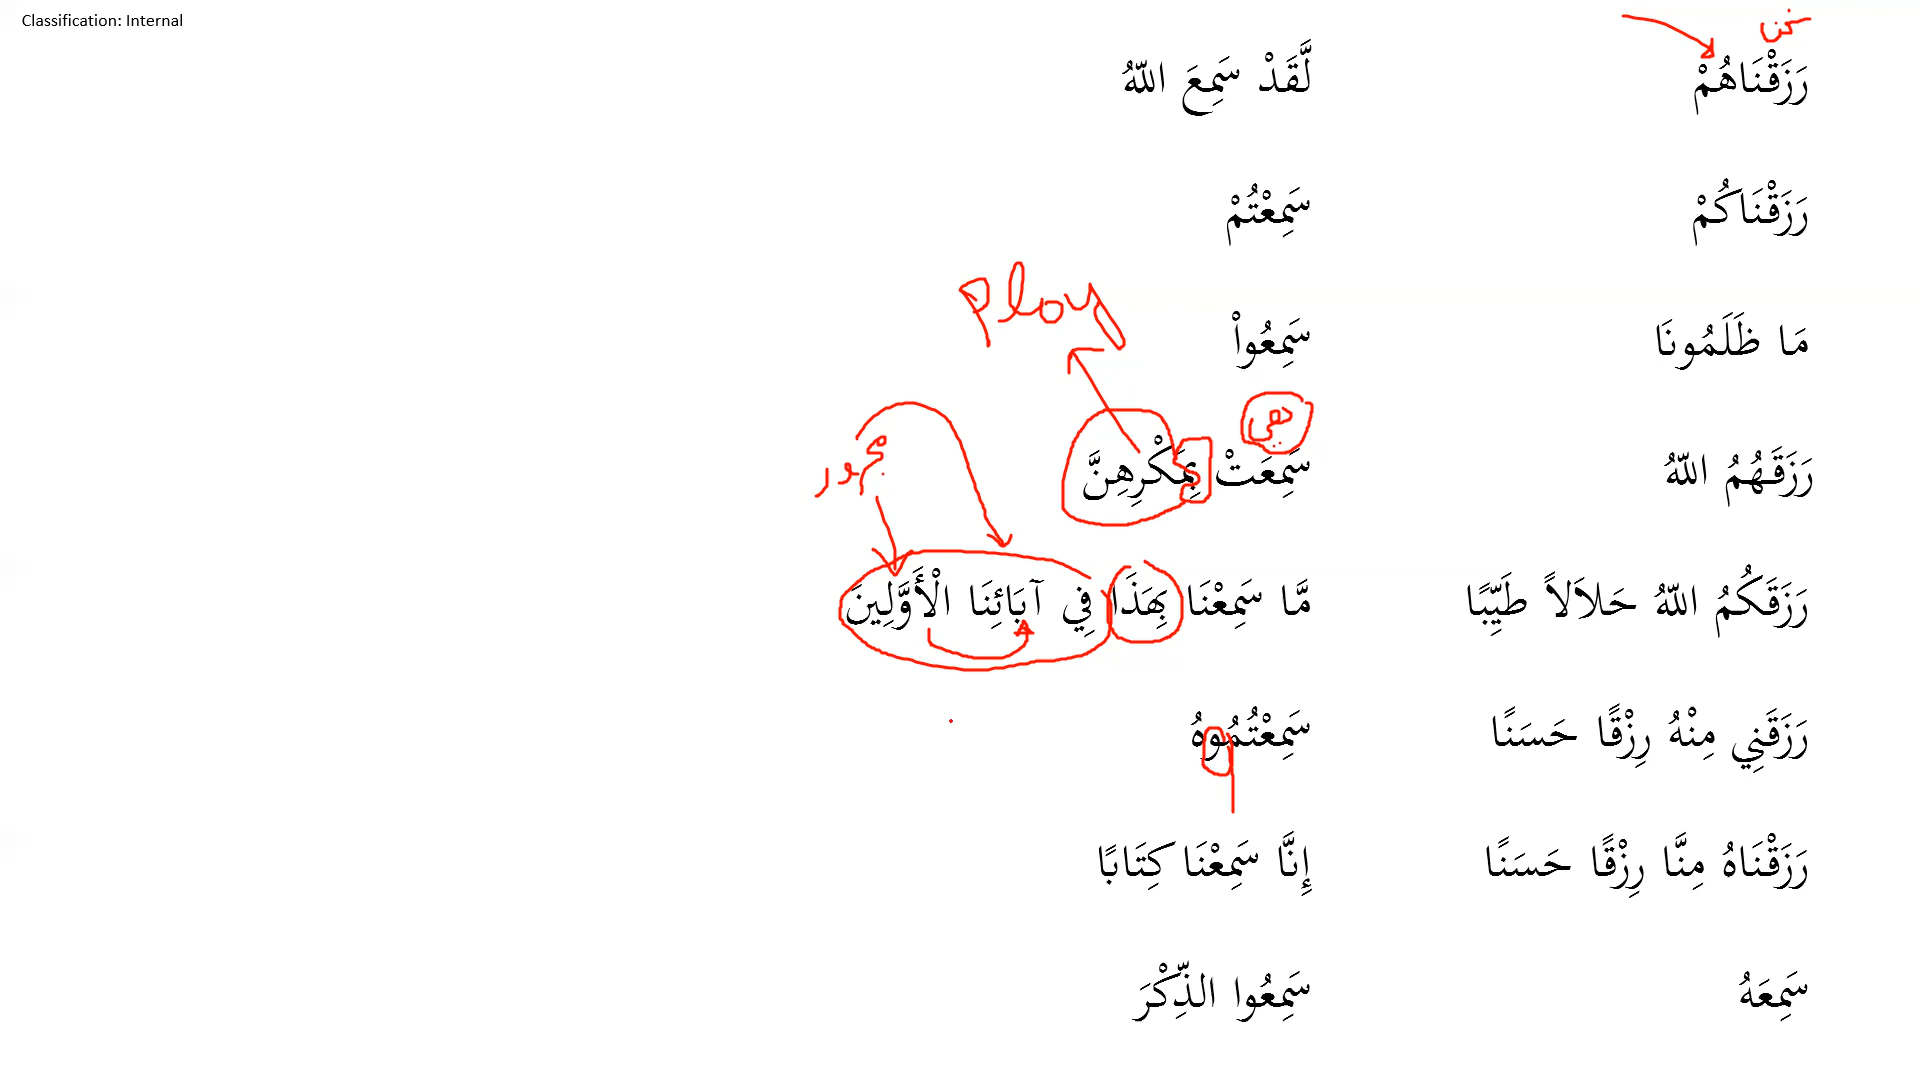 Classification: Internal
نحن
رَزَقْنَاهُمْ
لَّقَدْ سَمِعَ اللّهُ
رَزَقْنَاكُمْ
سَمِعْتُمْ
Ploy
مَا ظَلَمُونَا
سَمِعُواْ
هي
رَزَقَهُمُ اللّهُ
سَمِعَتْ بِمَكْرِهِنَّ
مجرور
رَزَقَكُمُ اللّهُ حَلاَلاً طَيِّبًا
مَّا سَمِعْنَا بِهَذَا فِي آبَائِنَا الْأَوَّلِينَ
رَزَقَنِي مِنْهُ رِزْقًا حَسَنًا
سَمِعْتُمُوهُ
رَزَقْنَاهُ مِنَّا رِزْقًا حَسَنًا
إِنَّا سَمِعْنَا كِتَابًا
سَمِعَهُ
سَمِعُوا الذِّكْرَ